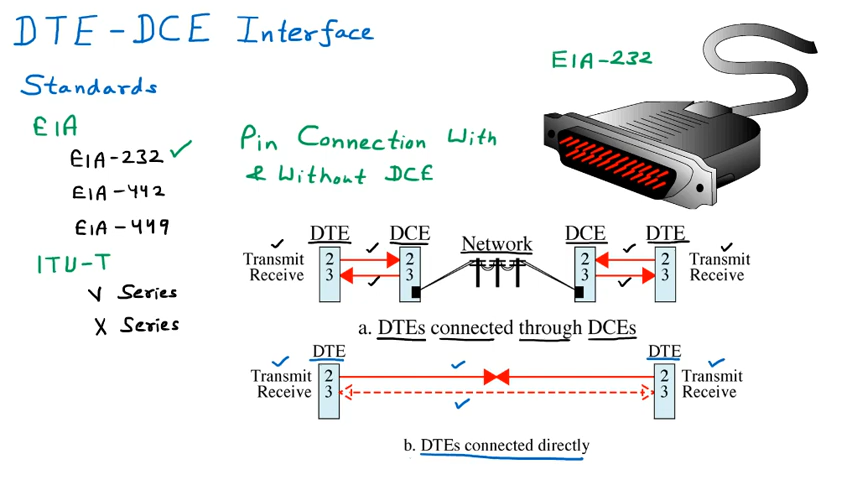 DTE-DCE Interface
EIA-232
Standards
EIA
EIA-232
EIA-442
EIA-449
ITU-T
V Series
X Series
Pin Connection With
& Without DCE
DTE DCE Network DCE DTE
Transmit 2 2 2 2 Transmit
Receive 3 3 3 3 Receive
a. DTEs connected through DCEs
DTE DTE
Transmit 2 2 Transmit
Receive 3 3 Receive
b. DTEs connected directly